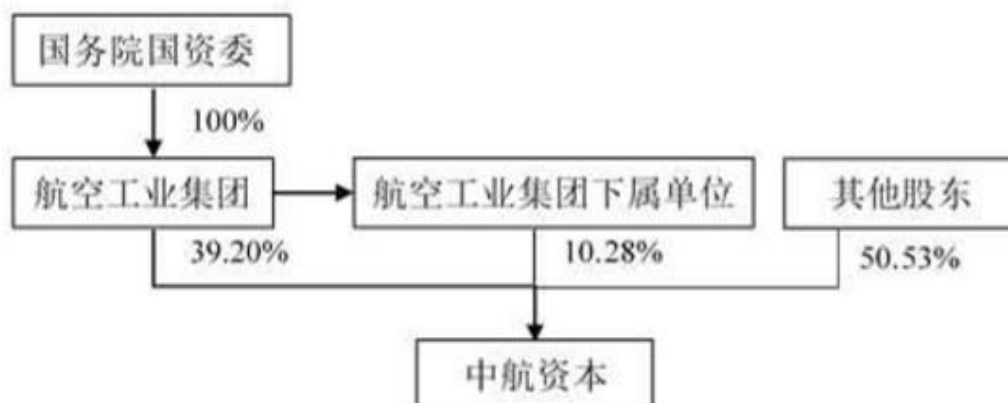 国务院国资委
100%
航空工业集团
航空工业集团下属单位
其他股东
39.20%
10.28%
50.53%
中航资本